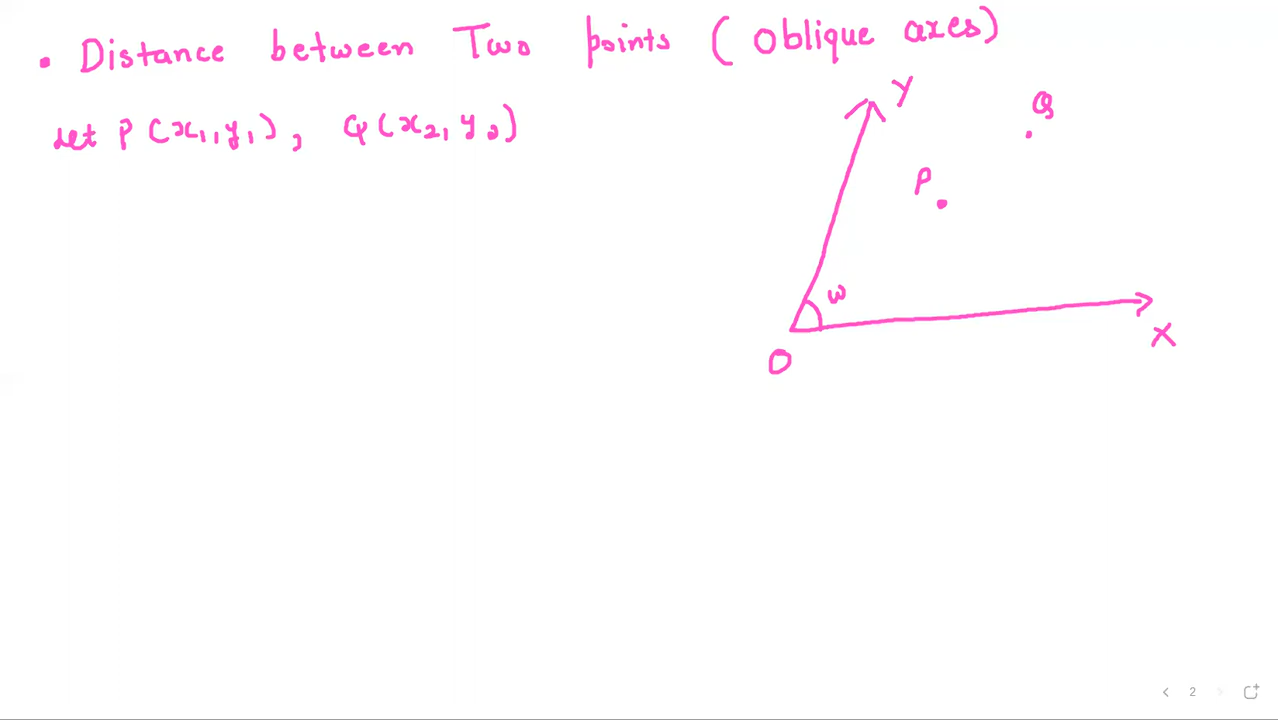 • Distance between Two points (Oblique axes)
Let P(x₁,y₁), Q(x₂,y₂)
Y
Q
P
ω
X
O
2